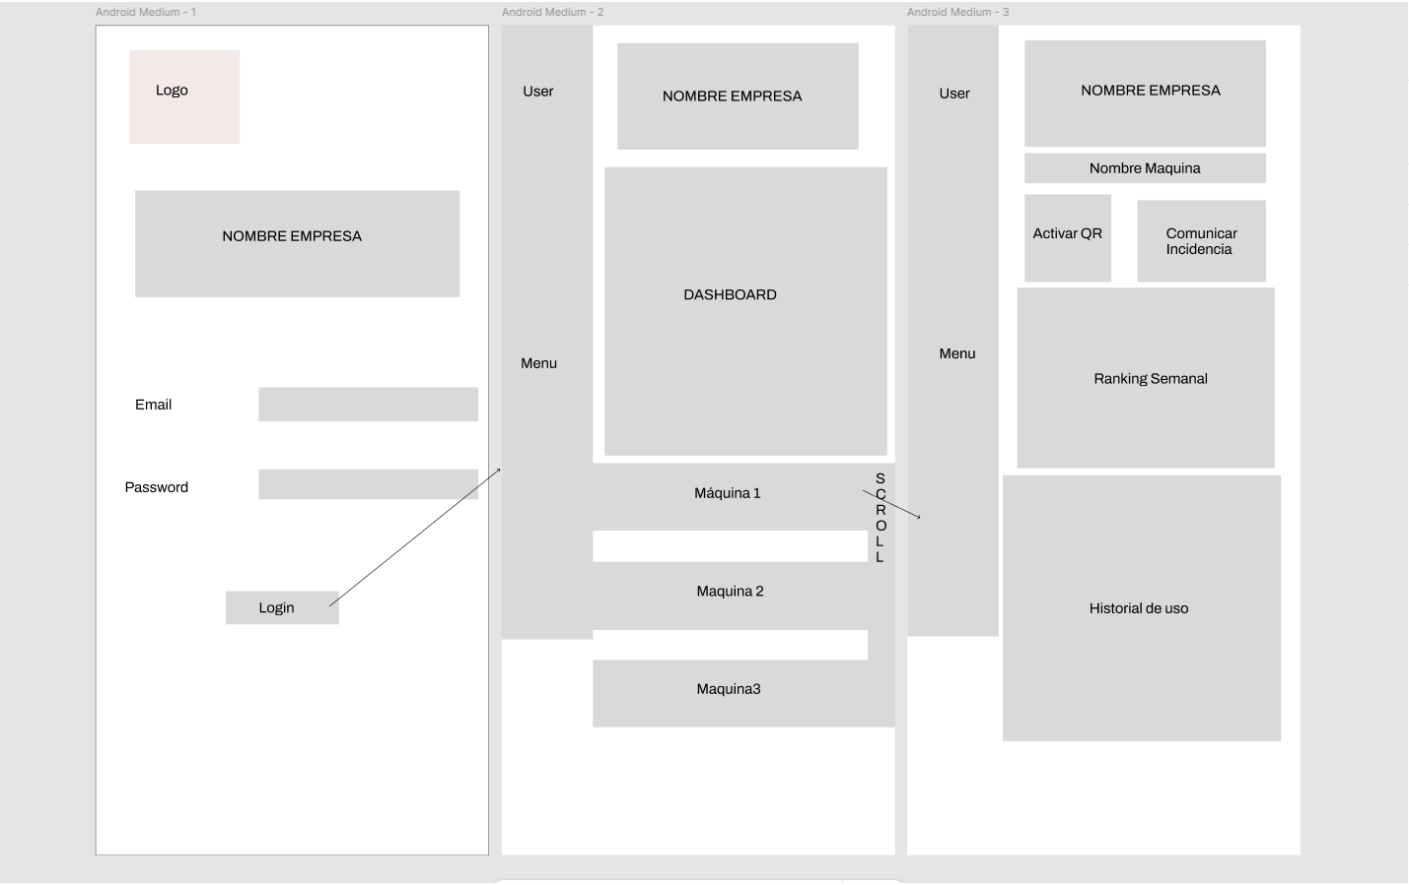 Android Medium - 1
Logo
NOMBRE EMPRESA
Email
Password
Login
Android Medium - 2
User
Menu
NOMBRE EMPRESA
DASHBOARD
Máquina 1
S
C
R
O
L
L
Maquina 2
Maquina3
Android Medium - 3
User
Menu
NOMBRE EMPRESA
Nombre Maquina
Activar QR
Comunicar
Incidencia
Ranking Semanal
Historial de uso